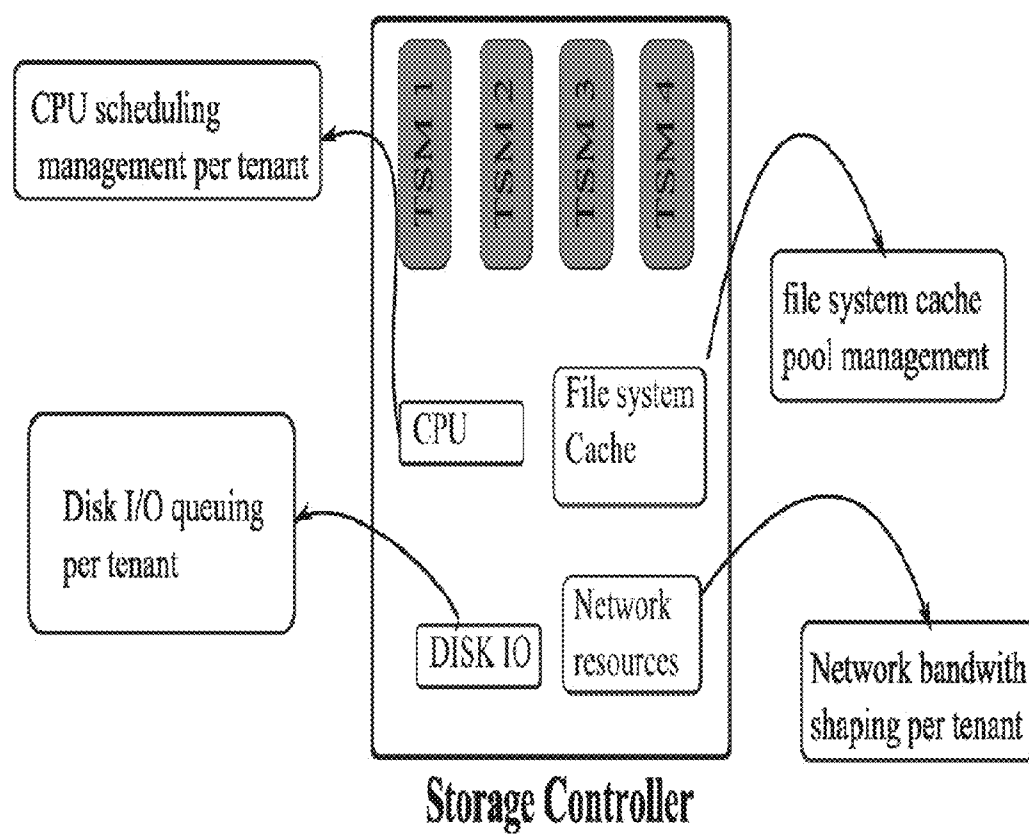 TSM 1
TSM 2
TSM 3
TSM 4
CPU scheduling
management per tenant
file system cache
pool management
File system
Cache
CPU
Disk I/O queuing
per tenant
Network
resources
DISK IO
Network bandwith
shaping per tenant
Storage Controller